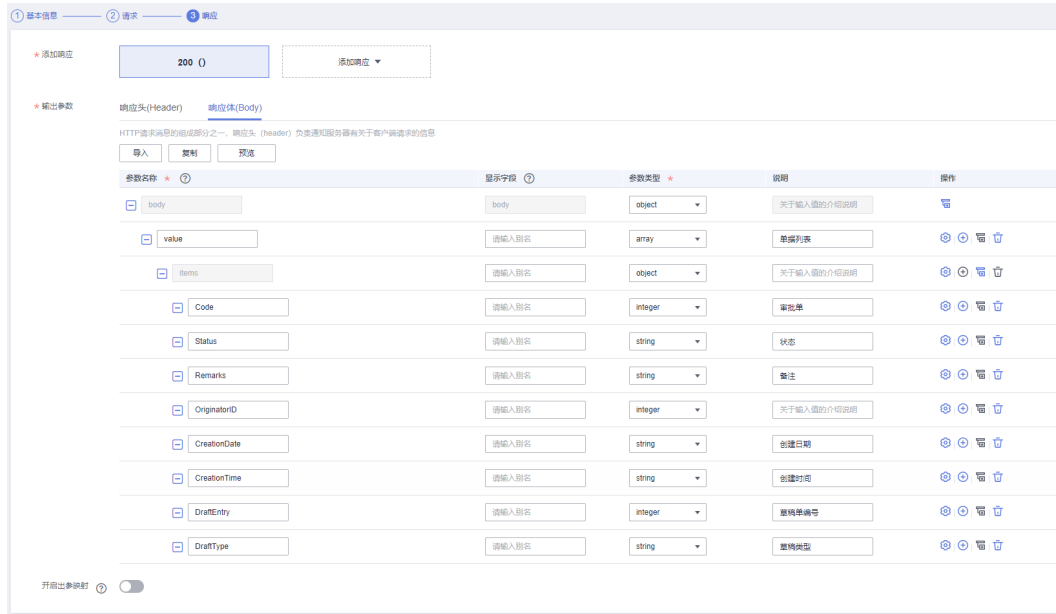 1 基本信息 2 请求 3 响应
* 添加响应 200 () 添加响应
* 输出参数 响应头(Header) 响应体(Body)
HTTP请求消息的组成部分之一、响应头（header）负责通知服务器有关于客户端请求的信息
导入 复制 预览
参数名称 * ? 显示字段 ? 参数类型 * 说明 操作
body body object 关于输入值的介绍说明
value 请输入别名 array 单据列表
items 请输入别名 object 关于输入值的介绍说明
Code 请输入别名 integer 审批单
Status 请输入别名 string 状态
Remarks 请输入别名 string 备注
OriginatorID 请输入别名 integer 关于输入值的介绍说明
CreationDate 请输入别名 string 创建日期
CreationTime 请输入别名 string 创建时间
DraftEntry 请输入别名 integer 草稿单编号
DraftType 请输入别名 string 草稿类型
开启出参映射 ?